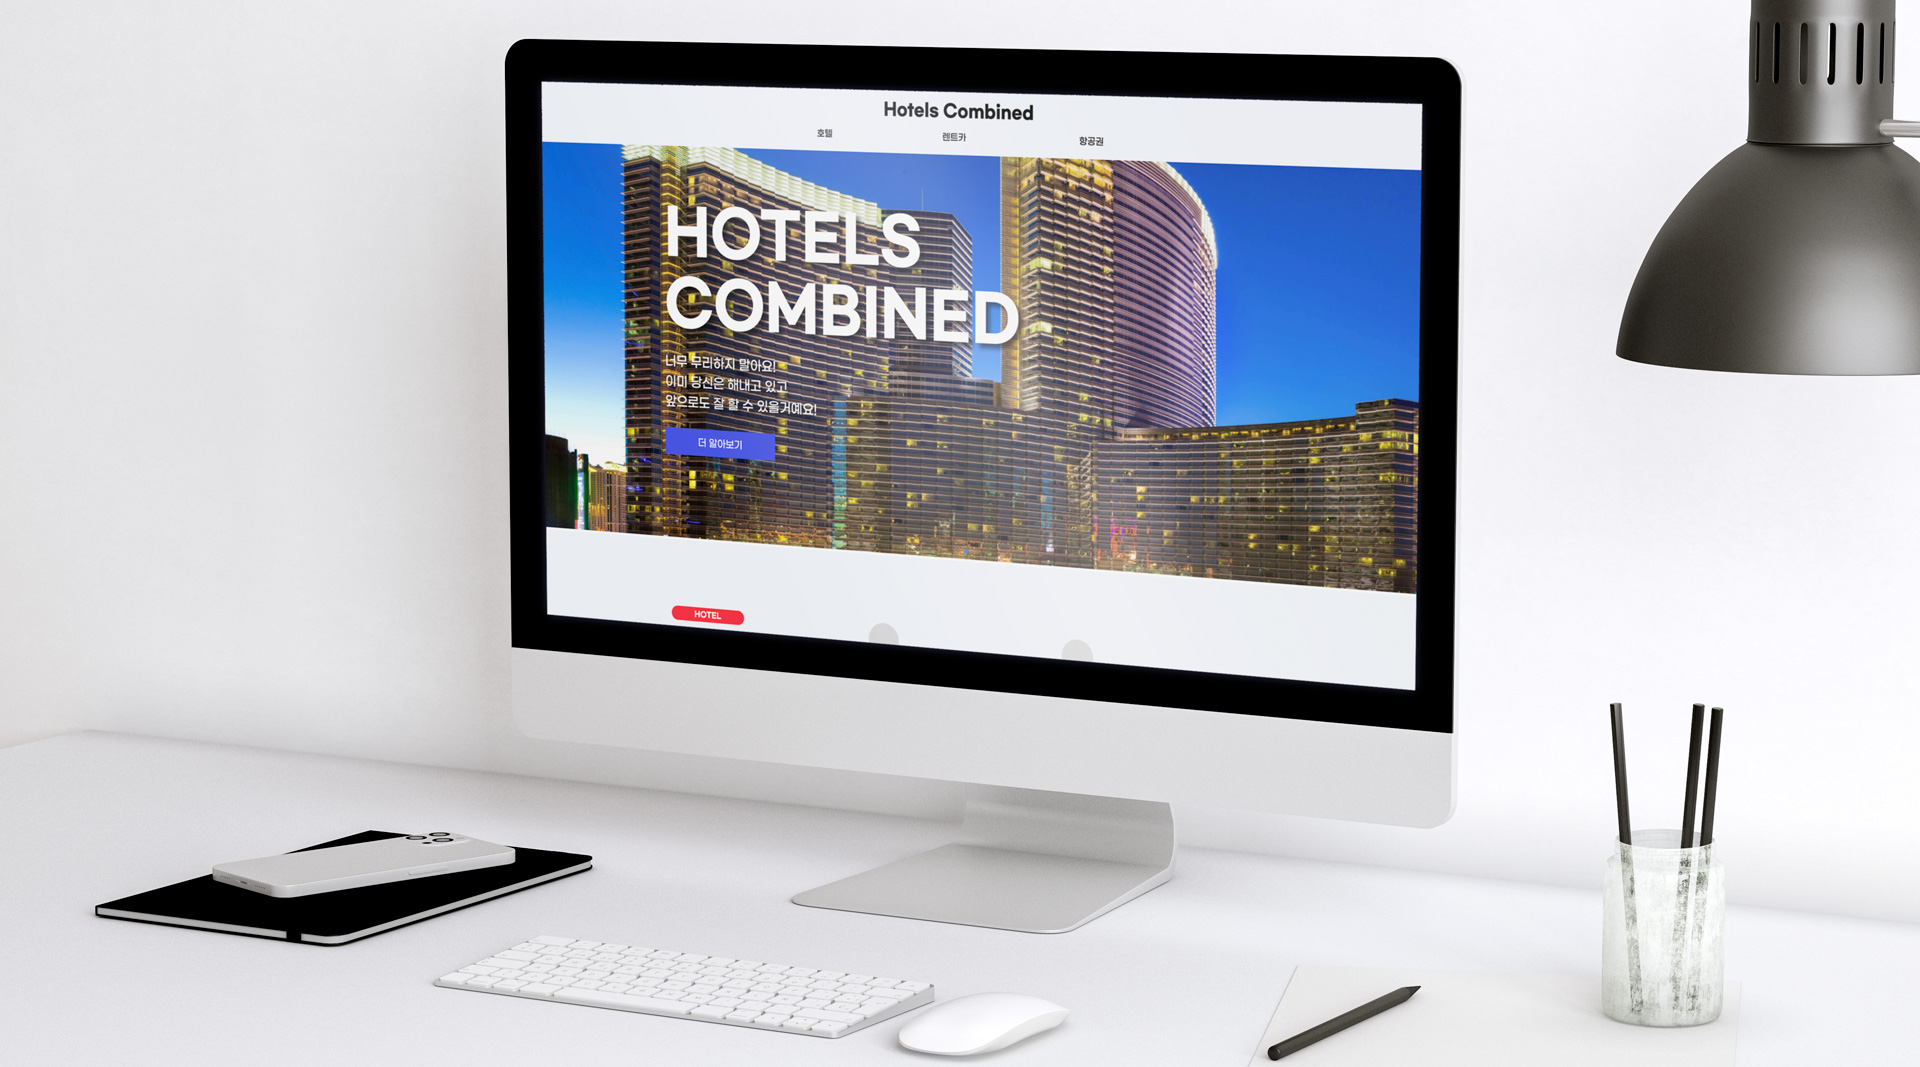 Hotels Combined
호텔 렌트카 항공권
HOTELS
COMBINED
너무 무리하지 말아요!
이미 당신은 해내고 있고
앞으로도 잘 할 수 있을거예요!
더 알아보기
HOTEL